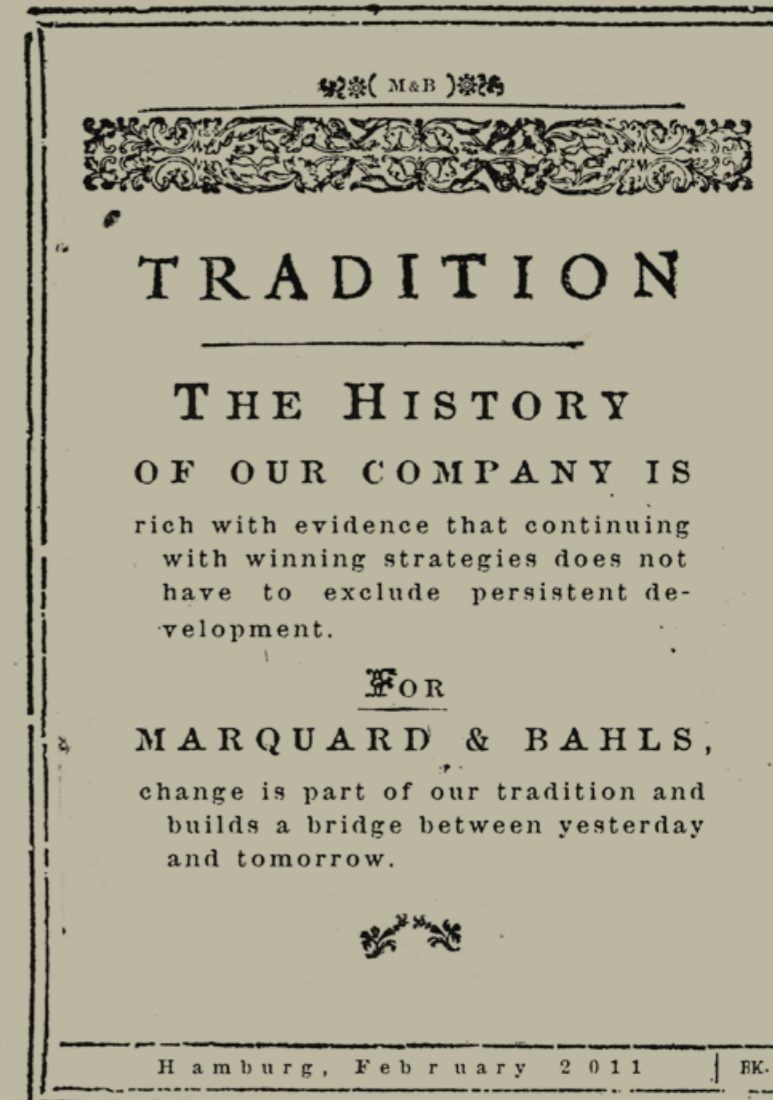 ( M&B )
TRADITION
THE HISTORY
OF OUR COMPANY IS
rich with evidence that continuing
with winning strategies does not
have to exclude persistent de-
velopment.
FOR
MARQUARD & BAHLS,
change is part of our tradition and
builds a bridge between yesterday
and tomorrow.
Hamburg, February 2011